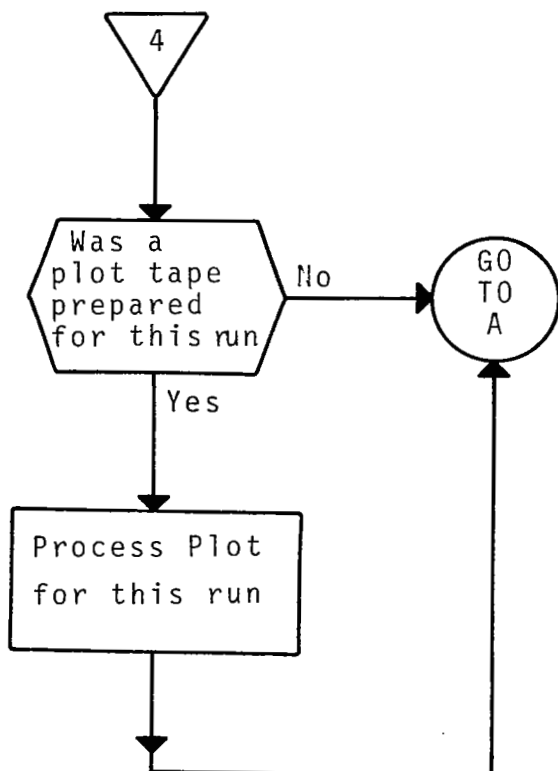 4
Was a
plot tape
prepared
for this run
No
GO
TO
A
Yes
Process Plot
for this run